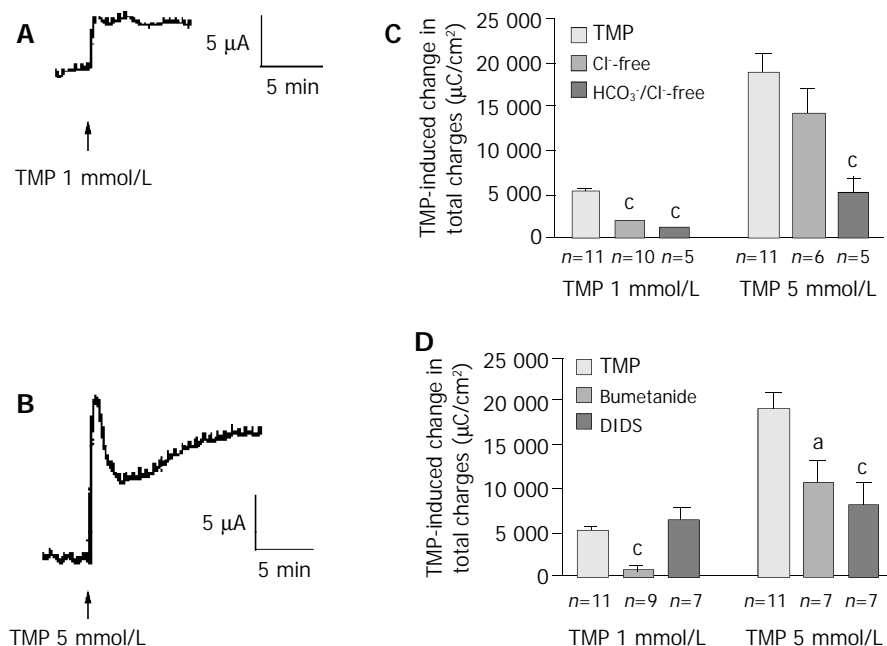 A
5 µA
5 min
TMP 1 mmol/L
B
5 µA
5 min
TMP 5 mmol/L
C
TMP-induced change in
total charges (µC/cm²)
25 000
20 000
15 000
10 000
5 000
0
TMP
Cl⁻-free
HCO₃⁻/Cl⁻-free
c
c
c
n=11
n=10
n=5
n=11
n=6
n=5
TMP 1 mmol/L
TMP 5 mmol/L
D
TMP-induced change in
total charges (µC/cm²)
25 000
20 000
15 000
10 000
5 000
0
TMP
Bumetanide
DIDS
c
a
c
n=11
n=9
n=7
n=11
n=7
n=7
TMP 1 mmol/L
TMP 5 mmol/L